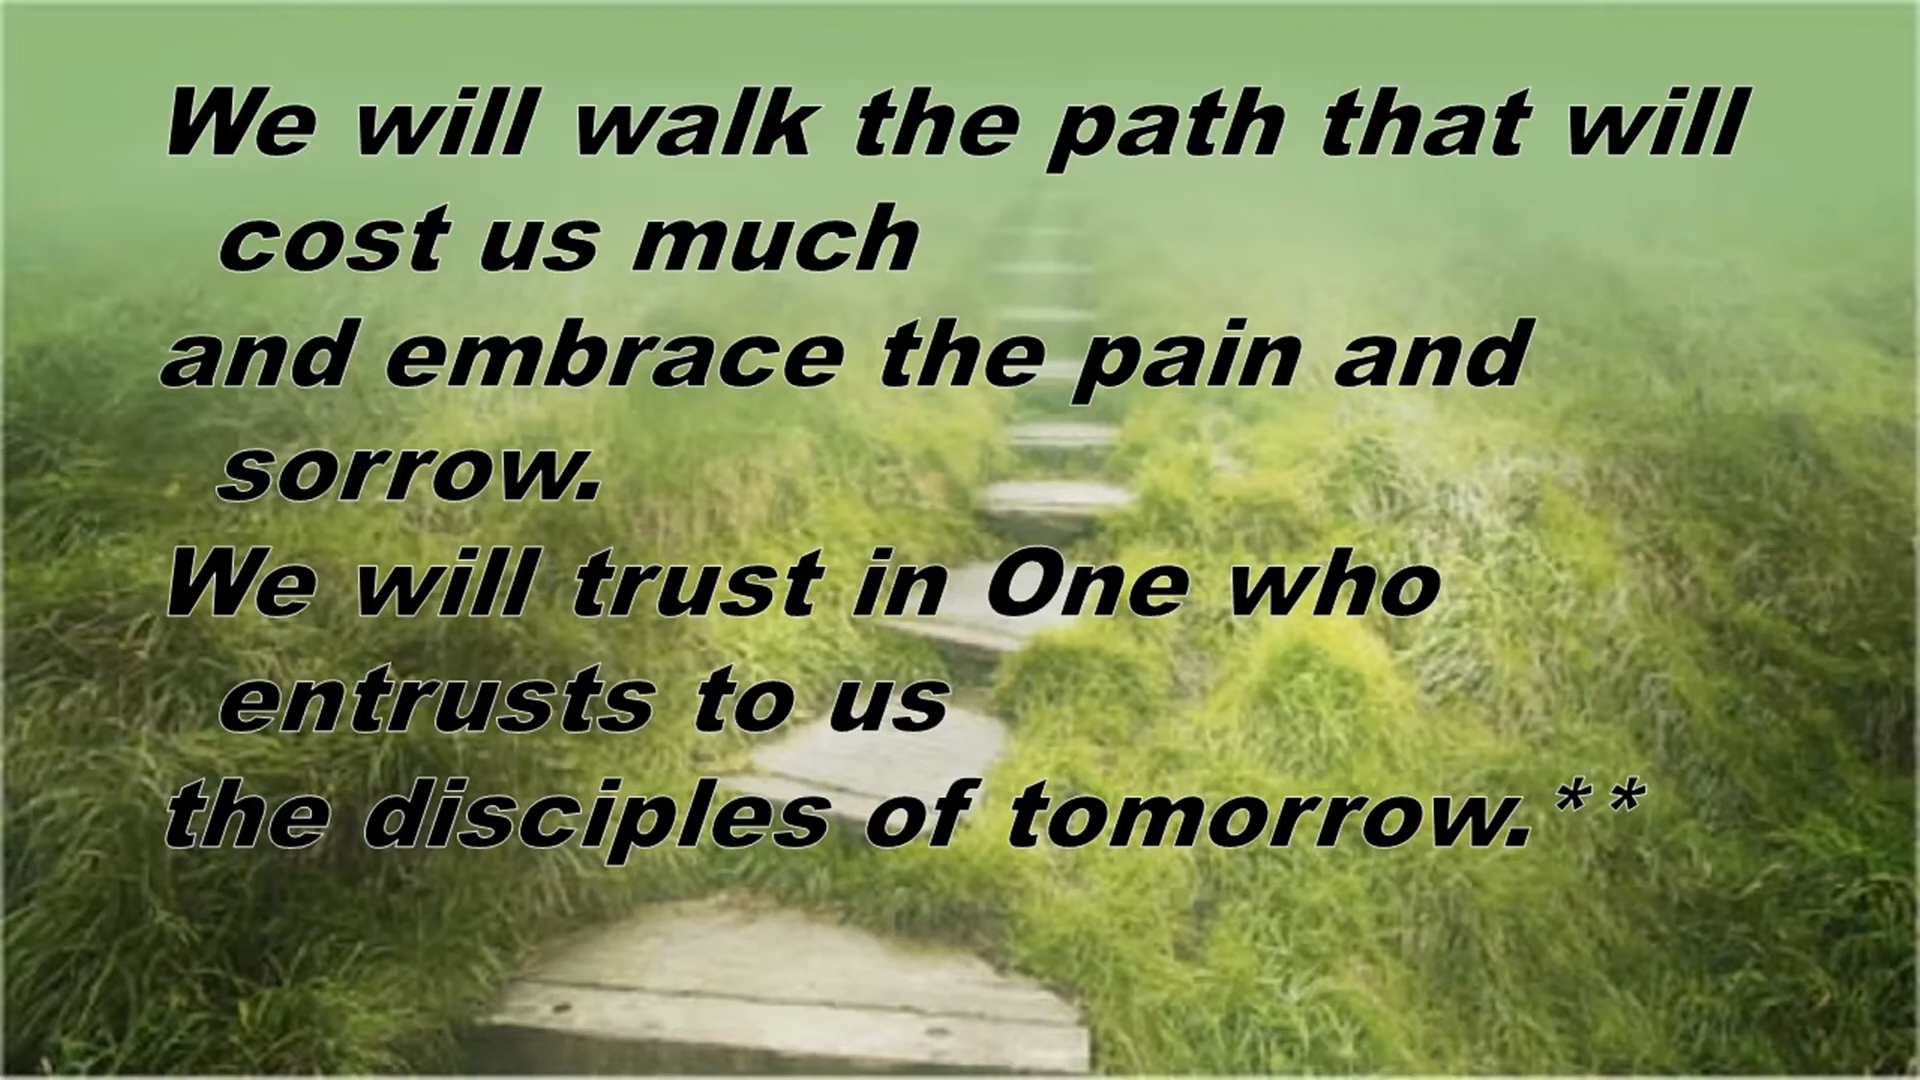 We will walk the path that will
cost us much
and embrace the pain and
sorrow.
We will trust in One who
entrusts to us
the disciples of tomorrow.**